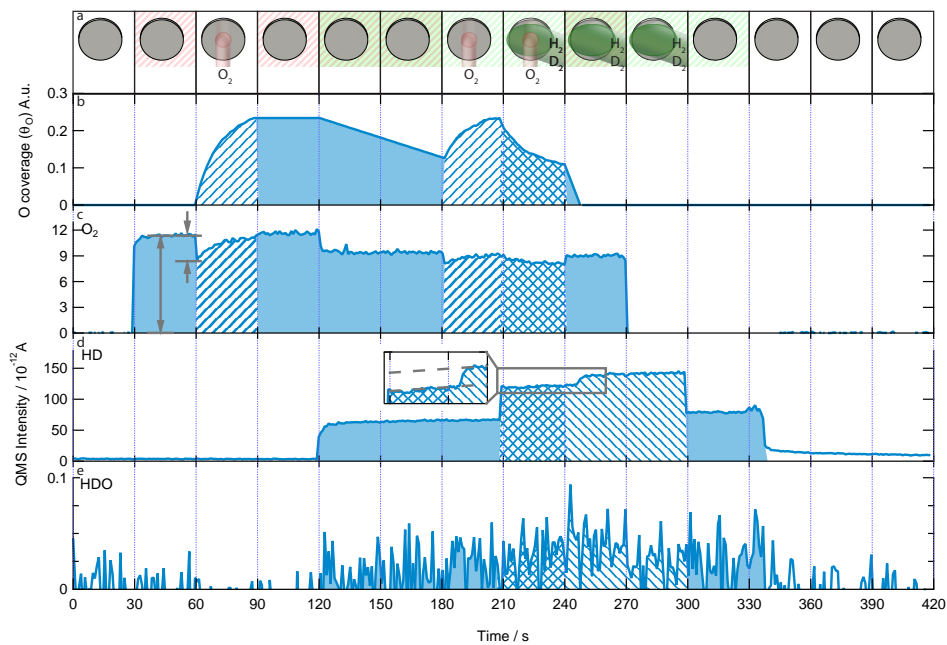 a
O₂
O₂
O₂
H₂
D₂
H₂
D₂
H₂
D₂
b
O coverage (θ_O) A.u.
0.3
0.2
0.1
0
c
O₂
12
9
6
3
0
d
HD
150
100
50
0
QMS Intensity / 10⁻¹² A
e
HDO
0.1
0
0 30 60 90 120 150 180 210 240 270 300 330 360 390 420
Time / s